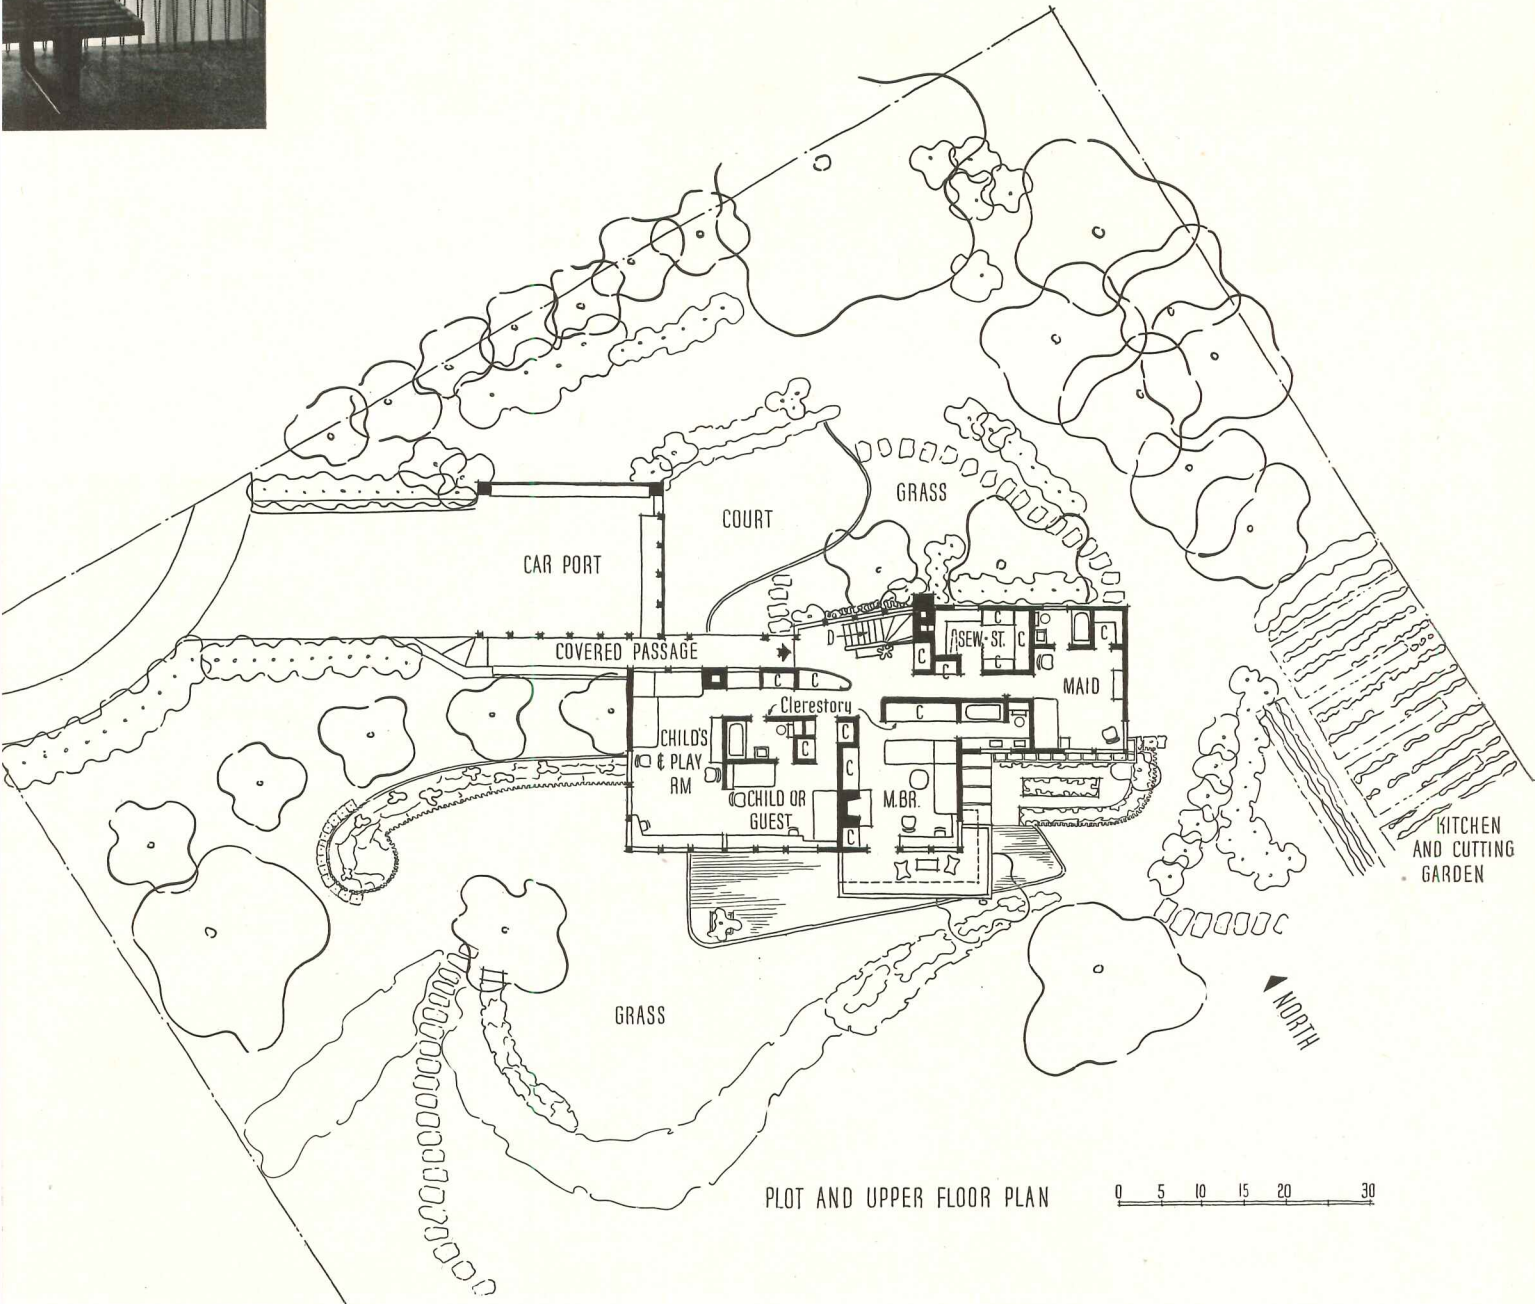 GRASS
COURT
CAR PORT
COVERED PASSAGE
D
C
SEW. ST.
C
C
C
C
C
MAID
C
C
C
Clerestory
CHILD'S
& PLAY
RM
C
C
C
C
CHILD OR
GUEST
M.BR.
C
KITCHEN
AND CUTTING
GARDEN
GRASS
NORTH
PLOT AND UPPER FLOOR PLAN
0 5 10 15 20 30